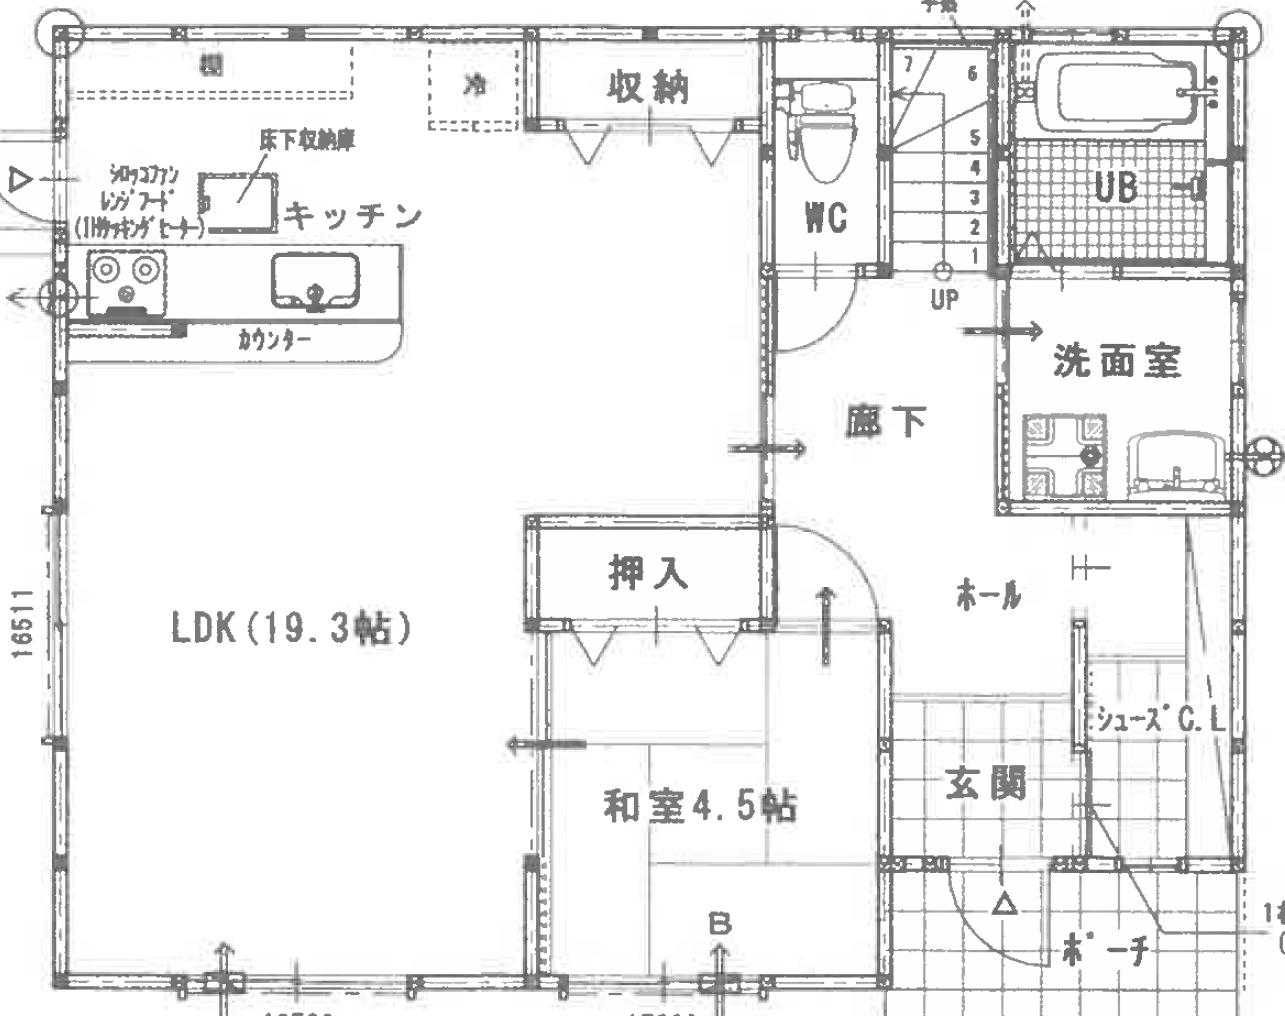 棚
冷
収納
7
6
5
4
3
2
1
UP
WC
UB
床下収納庫
シロッコファン
レンジフード
(IHクッキングヒーター)
キッチン
カウンター
洗面室
廊下
押入
ホール
LDK(19.3帖)
16511
シューズC.L
玄関
和室4.5帖
B
ポーチ